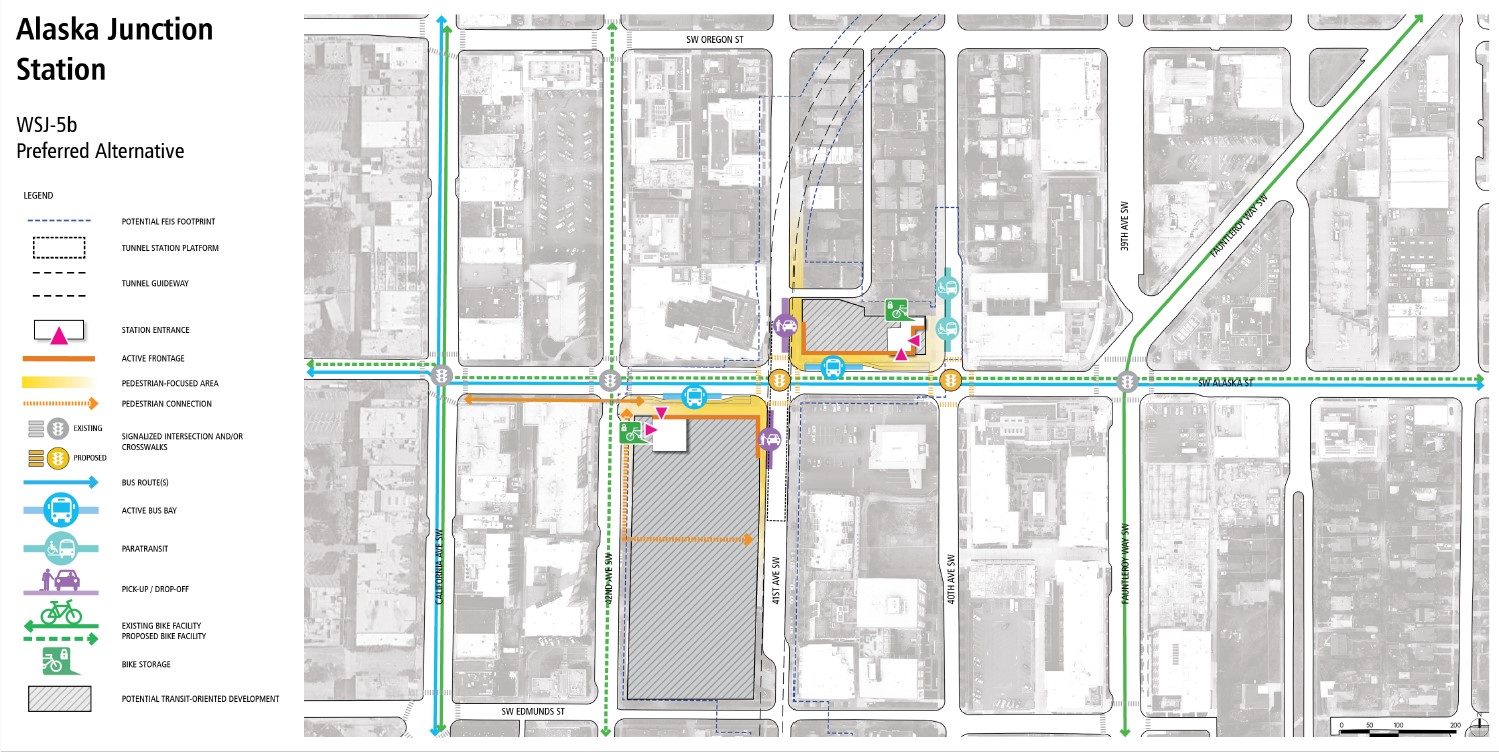 Alaska Junction
Station
WSJ-5b
Preferred Alternative
LEGEND
POTENTIAL FEIS FOOTPRINT
TUNNEL STATION PLATFORM
TUNNEL GUIDEWAY
STATION ENTRANCE
ACTIVE FRONTAGE
PEDESTRIAN-FOCUSED AREA
PEDESTRIAN CONNECTION
EXISTING
SIGNALIZED INTERSECTION AND/OR
CROSSWALKS
PROPOSED
BUS ROUTE(S)
ACTIVE BUS BAY
PARATRANSIT
PICK-UP / DROP-OFF
EXISTING BIKE FACILITY
PROPOSED BIKE FACILITY
BIKE STORAGE
POTENTIAL TRANSIT-ORIENTED DEVELOPMENT
SW OREGON ST
39TH AVE SW
FAUNTLEROY WAY SW
SW ALASKA ST
CALIFORNIA AVE SW
42ND AVE SW
41ST AVE SW
40TH AVE SW
FAUNTLEROY WAY SW
SW EDMUNDS ST
0 50 100 200
N